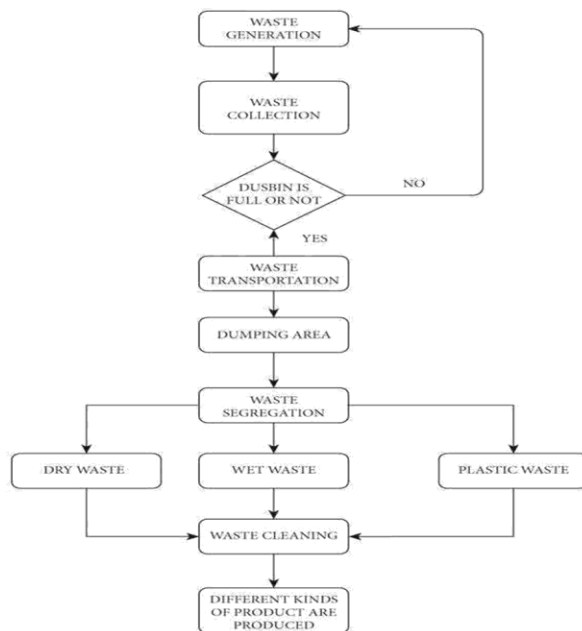 WASTE
GENERATION
WASTE
COLLECTION
DUSBIN IS
FULL OR NOT
NO
YES
WASTE
TRANSPORTATION
DUMPING AREA
WASTE
SEGREGATION
DRY WASTE
WET WASTE
PLASTIC WASTE
WASTE CLEANING
DIFFERENT KINDS
OF PRODUCT ARE
PRODUCED